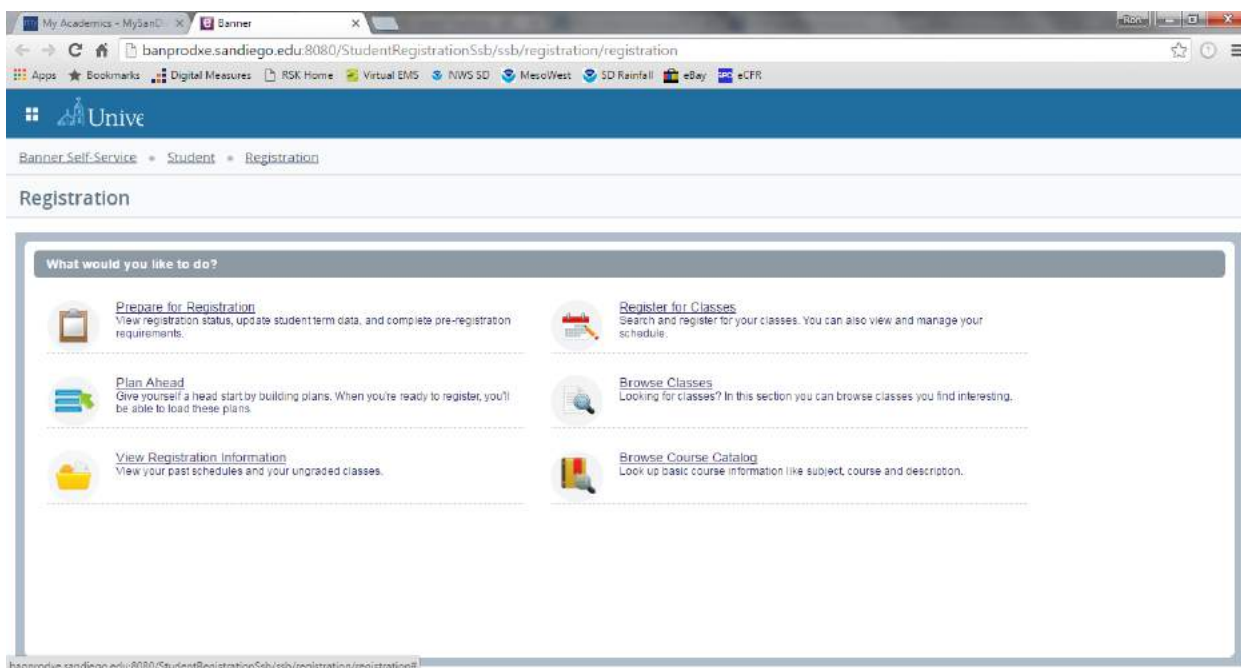 My Academics - MySanD
Banner
Ron
banprodxe.sandiego.edu:8080/StudentRegistrationSsb/ssb/registration/registration
Apps Bookmarks Digital Measures RSK Home Virtual EMS NWS SD MesoWest SD Rainfall eBay eCFR
Unive
Banner Self-Service • Student • Registration
Registration
What would you like to do?
Prepare for Registration
View registration status, update student term data, and complete pre-registration
requirements.
Register for Classes
Search and register for your classes. You can also view and manage your
schedule.
Plan Ahead
Give yourself a head start by building plans. When you're ready to register, you'll
be able to load these plans.
Browse Classes
Looking for classes? In this section you can browse classes you find interesting.
View Registration Information
View your past schedules and your ungraded classes.
Browse Course Catalog
Look up basic course information like subject, course and description.
banprodxe.sandiego.edu:8080/StudentRegistrationSsb/ssb/registration/registration#